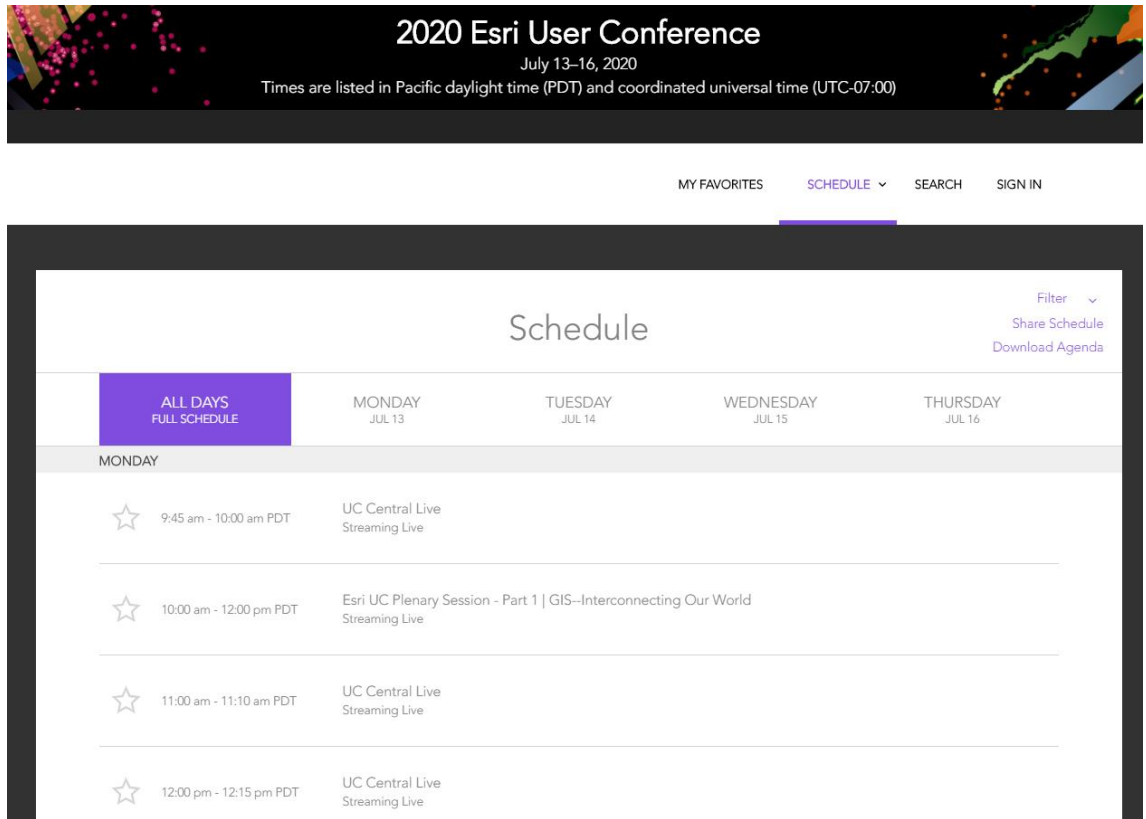 2020 Esri User Conference
July 13–16, 2020
Times are listed in Pacific daylight time (PDT) and coordinated universal time (UTC-07:00)
MY FAVORITES SCHEDULE SEARCH SIGN IN
Filter
Schedule
Share Schedule
Download Agenda
ALL DAYS MONDAY TUESDAY WEDNESDAY THURSDAY
FULL SCHEDULE JUL 13 JUL 14 JUL 15 JUL 16
MONDAY
UC Central Live
9:45 am - 10:00 am PDT
Streaming Live
Esri UC Plenary Session - Part 1 | GIS--Interconnecting Our World
10:00 am - 12:00 pm PDT
Streaming Live
UC Central Live
11:00 am - 11:10 am PDT
Streaming Live
UC Central Live
12:00 pm - 12:15 pm PDT
Streaming Live